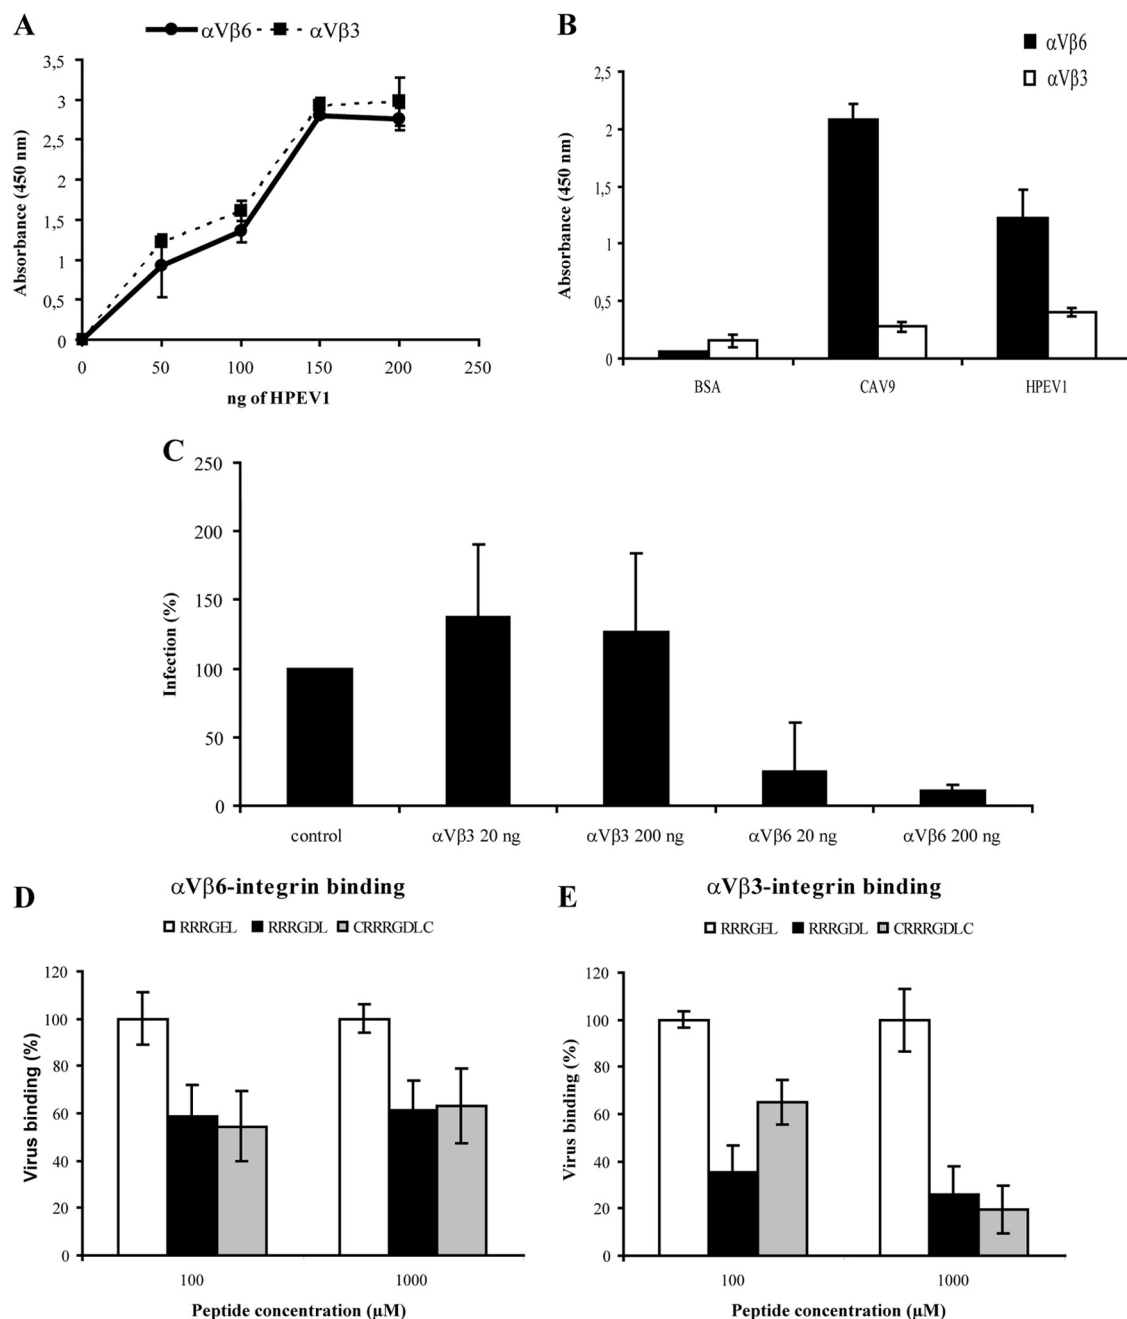 A
αVβ6 αVβ3
3,5
3
2,5
2
1,5
1
0,5
0
Absorbance (450 nm)
0 50 100 150 200 250
ng of HPEV1
B
αVβ6
αVβ3
2,5
2
1,5
1
0,5
0
Absorbance (450 nm)
BSA CAV9 HPEV1
C
250
200
150
100
50
0
Infection (%)
control αVβ3 20 ng αVβ3 200 ng αVβ6 20 ng αVβ6 200 ng
D
αVβ6-integrin binding
RRRGEL RRRGDL CRRRGDLC
120
100
80
60
40
20
0
Virus binding (%)
100 1000
Peptide concentration (µM)
E
αVβ3-integrin binding
RRRGEL RRRGDL CRRRGDLC
120
100
80
60
40
20
0
Virus binding (%)
100 1000
Peptide concentration (µM)